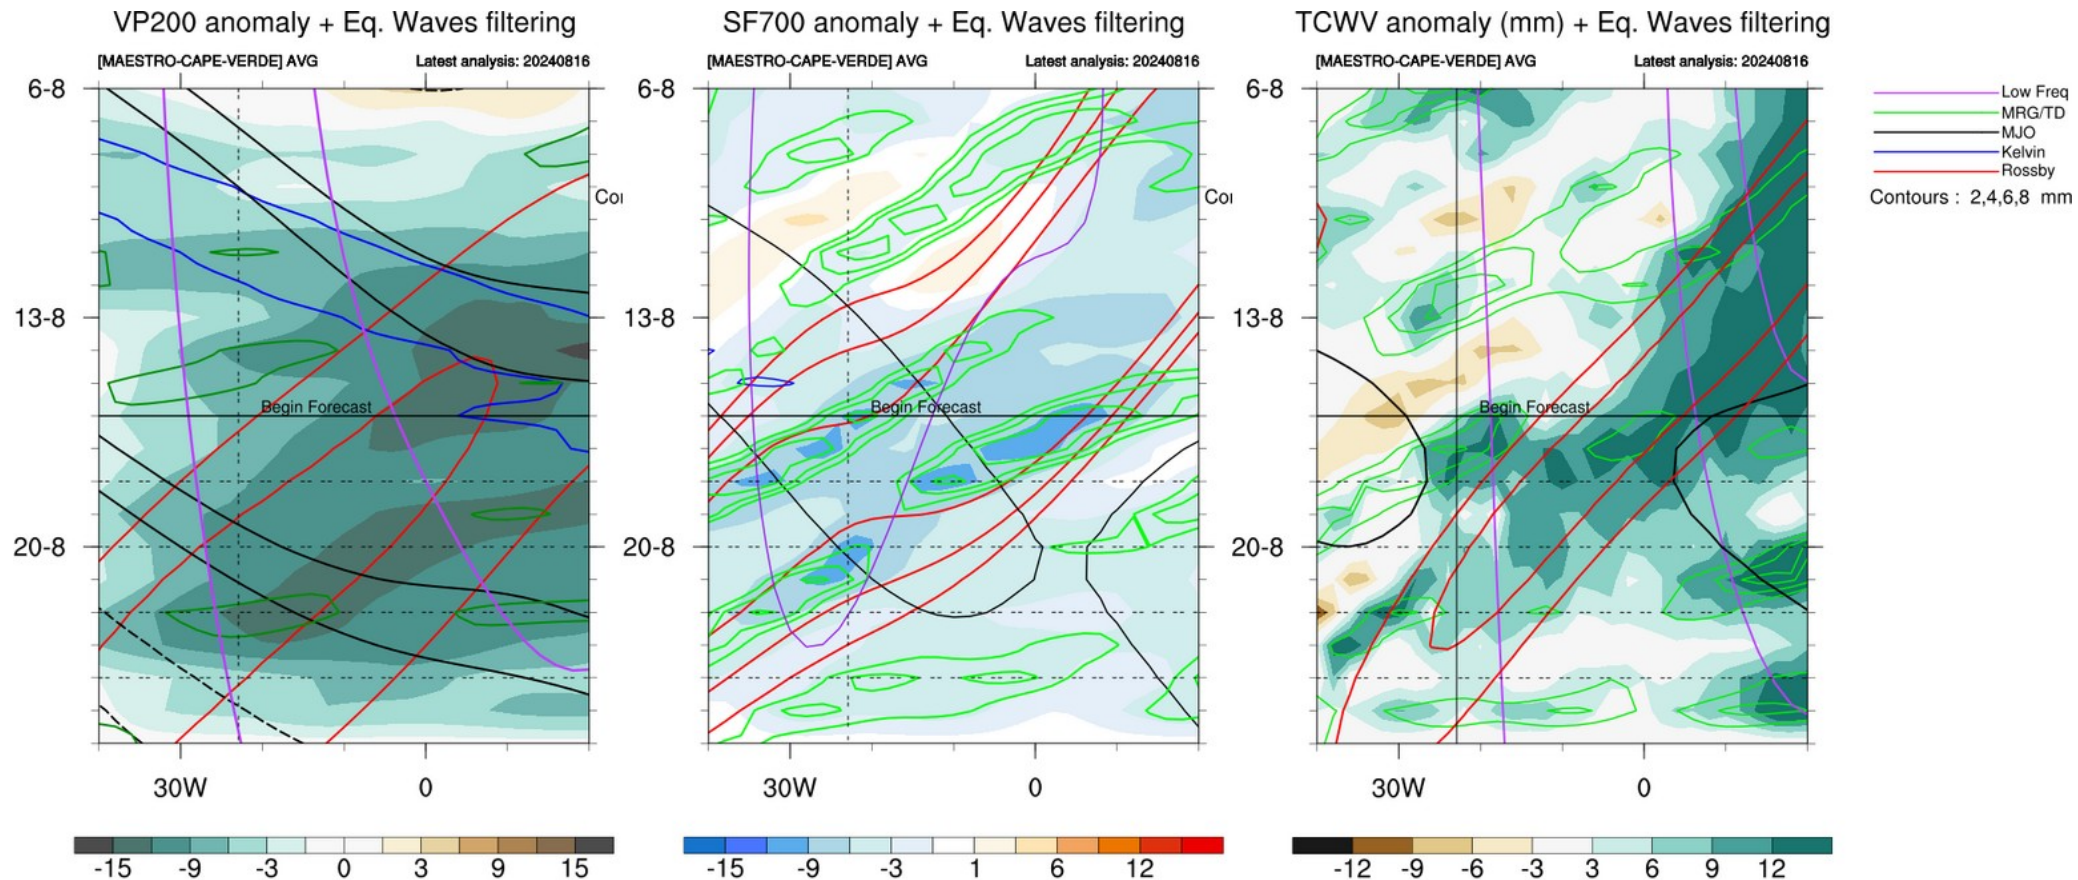 VP200 anomaly + Eq. Waves filtering
[MAESTRO-CAPE-VERDE] AVG
Latest analysis: 20240816
6-8
13-8
20-8
Begin Forecast
30W
0
-15 -9 -3 0 3 9 15
Coi
SF700 anomaly + Eq. Waves filtering
[MAESTRO-CAPE-VERDE] AVG
Latest analysis: 20240816
6-8
13-8
20-8
Begin Forecast
30W
0
-15 -9 -3 1 6 12
Coi
TCWV anomaly (mm) + Eq. Waves filtering
[MAESTRO-CAPE-VERDE] AVG
Latest analysis: 20240816
6-8
13-8
20-8
Begin Forecast
30W
0
-12 -9 -6 -3 3 6 9 12
Low Freq
MRG/TD
MJO
Kelvin
Rossby
Contours : 2,4,6,8 mm